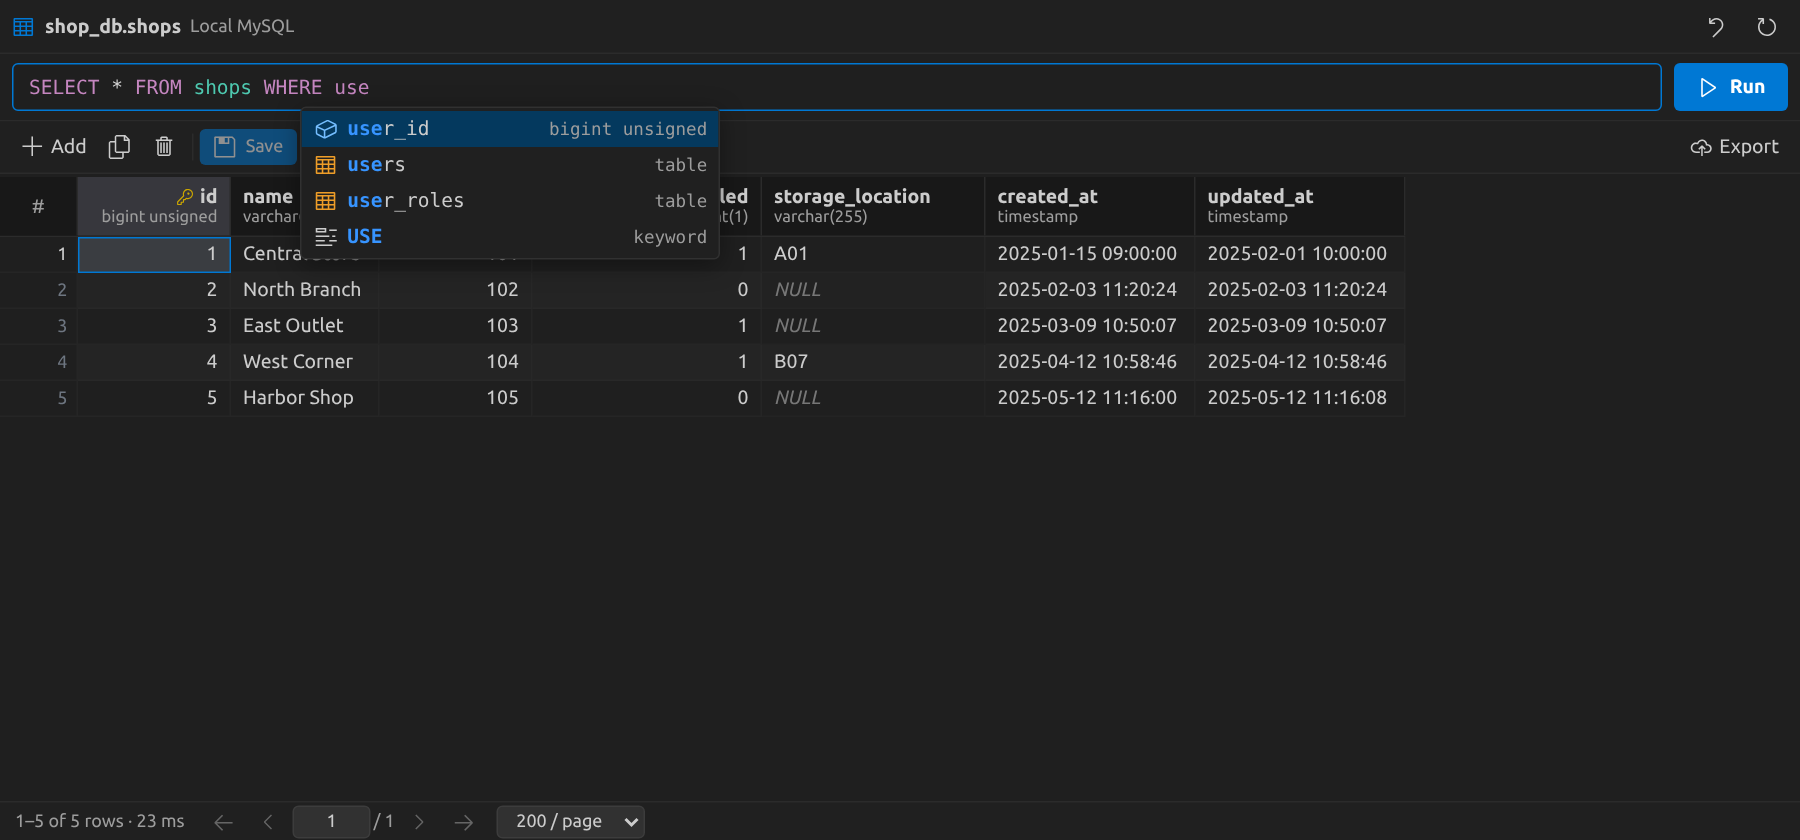 shop_db.shops Local MySQL
SELECT * FROM shops WHERE use
Run
Add
Save
Export
user_id bigint unsigned
users table
user_roles table
USE keyword
# id name led storage_location created_at updated_at
bigint unsigned varchar t(1) varchar(255) timestamp timestamp
1 1 Centra 1 A01 2025-01-15 09:00:00 2025-02-01 10:00:00
2 2 North Branch 102 0 NULL 2025-02-03 11:20:24 2025-02-03 11:20:24
3 3 East Outlet 103 1 NULL 2025-03-09 10:50:07 2025-03-09 10:50:07
4 4 West Corner 104 1 B07 2025-04-12 10:58:46 2025-04-12 10:58:46
5 5 Harbor Shop 105 0 NULL 2025-05-12 11:16:00 2025-05-12 11:16:08
1–5 of 5 rows · 23 ms 1 / 1 200 / page